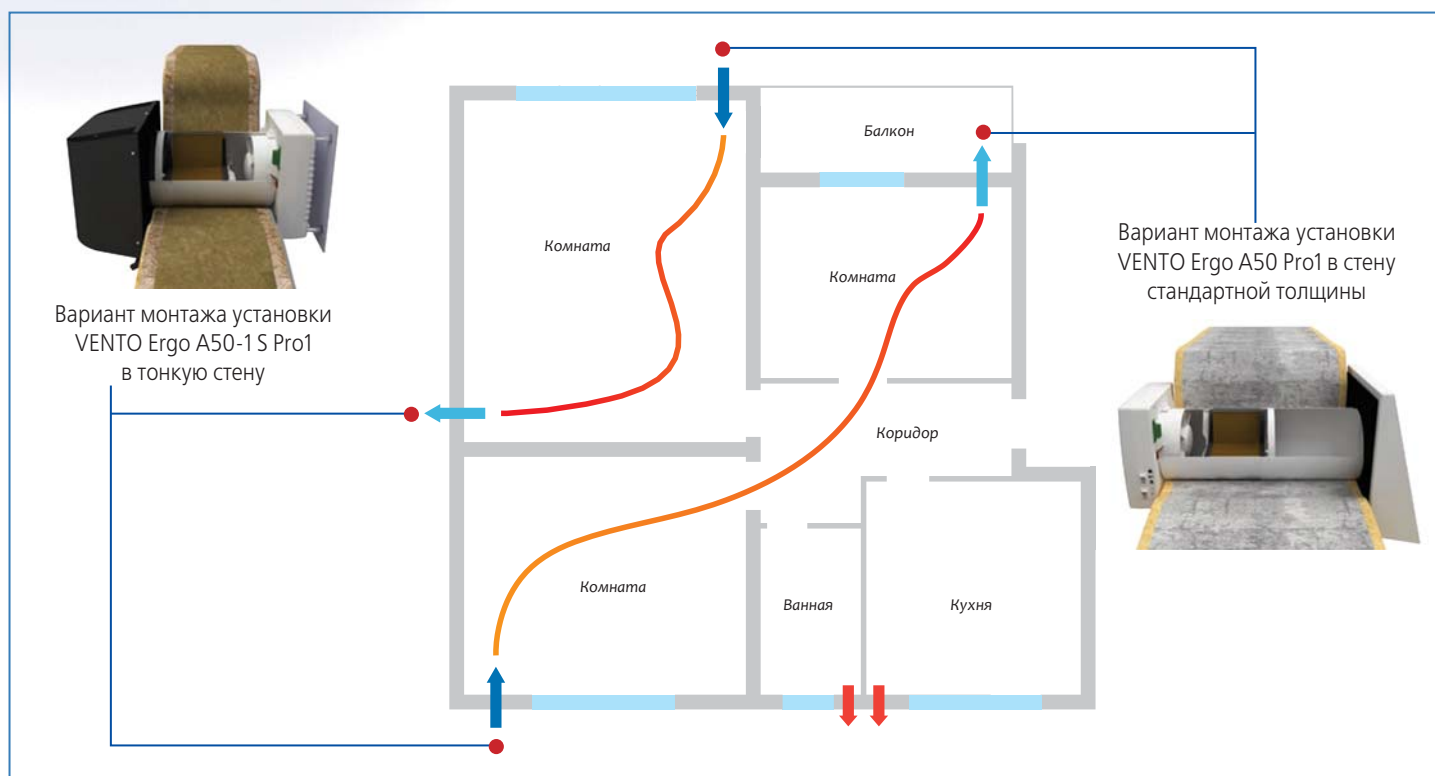 Балкон
Комната
Комната
Вариант монтажа установки
VENTO Ergo A50 Pro1 в стену
стандартной толщины
Вариант монтажа установки
VENTO Ergo A50-1 S Pro1
в тонкую стену
Коридор
Комната
Ванная
Кухня